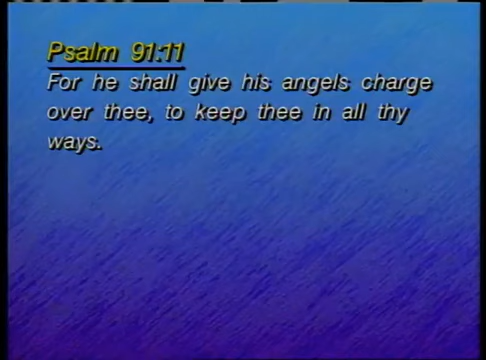 Psalm 91:11
For he shall give his angels charge
over thee, to keep thee in all thy
ways.